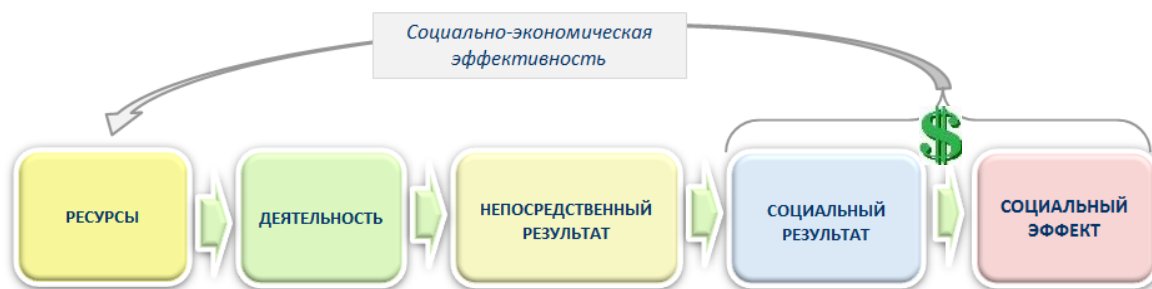 Социально-экономическая
эффективность
$
РЕСУРСЫ
ДЕЯТЕЛЬНОСТЬ
НЕПОСРЕДСТВЕННЫЙ
РЕЗУЛЬТАТ
СОЦИАЛЬНЫЙ
РЕЗУЛЬТАТ
СОЦИАЛЬНЫЙ
ЭФФЕКТ